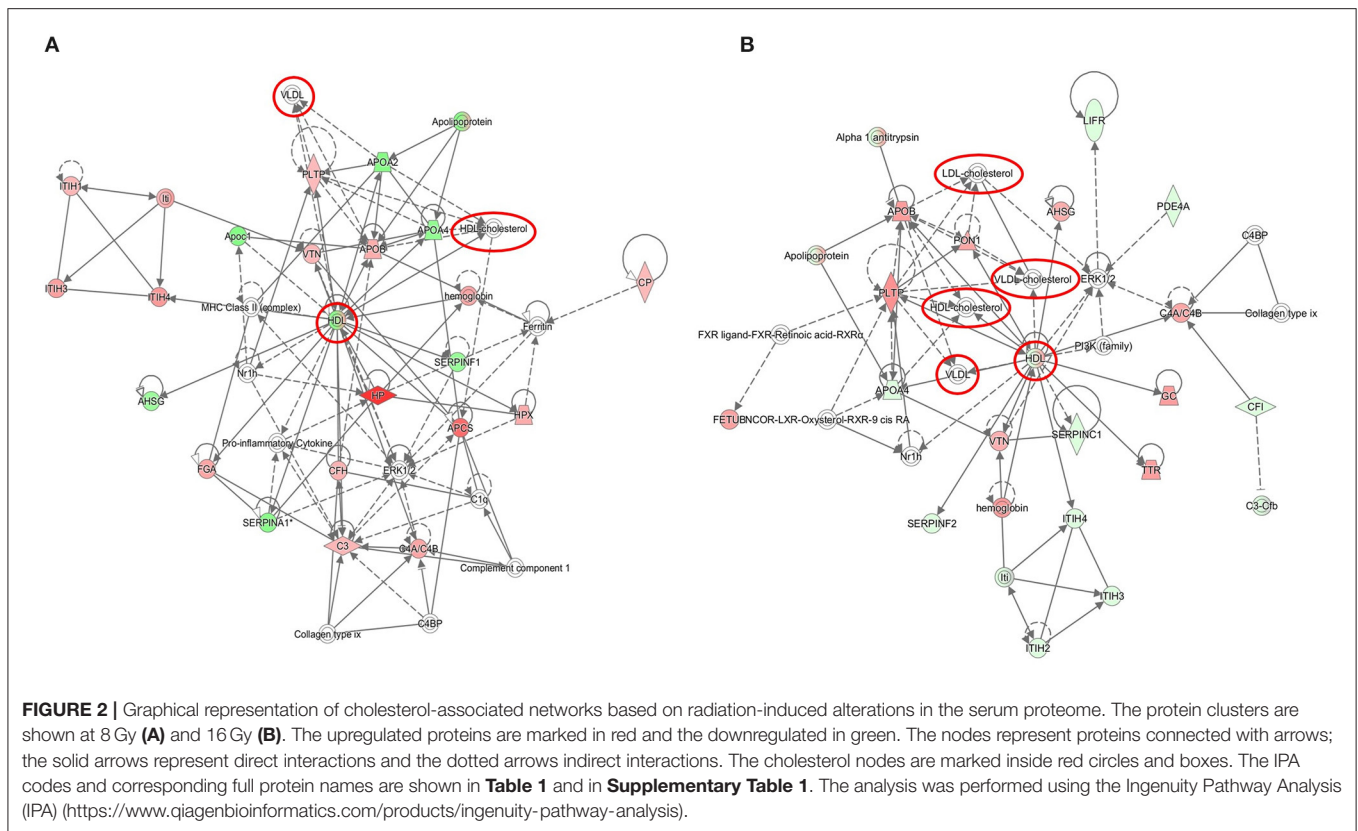 A
B
VLDL
Apolipoprotein
APOA2
PLTP
ITIH1
Iti
Apoc1
APOA4
HDL-cholesterol
VTN
APOB
CP
ITIH3
ITIH4
hemoglobin
MHC Class II (complex)
HDL
Ferritin
SERPINF1
Nr1h
HP
AHSG
HPX
APCS
Pro-inflammatory Cytokine
FGA
CFH
ERK1/2
C1q
SERPINA1*
C3
C4A/C4B
Complement component 1
C4BP
Collagen type ix
LIFR
Alpha 1 antitrypsin
LDL-cholesterol
APOB
AHSG
PDE4A
PON1
C4BP
Apolipoprotein
VLDL-cholesterol
ERK1/2
PLTP
HDL-cholesterol
C4A/C4B
Collagen type ix
FXR ligand-FXR-Retinoic acid-RXRα
PI3K (family)
HDL
VLDL
APOA4
GC
CFI
FETUB
NCOR-LXR-Oxysterol-RXR-9 cis RA
SERPINC1
VTN
Nr1h
TTR
hemoglobin
C3-Cfb
SERPINF2
ITIH4
Iti
ITIH3
ITIH2
FIGURE 2 | Graphical representation of cholesterol-associated networks based on radiation-induced alterations in the serum proteome. The protein clusters are
shown at 8 Gy (A) and 16 Gy (B). The upregulated proteins are marked in red and the downregulated in green. The nodes represent proteins connected with arrows;
the solid arrows represent direct interactions and the dotted arrows indirect interactions. The cholesterol nodes are marked inside red circles and boxes. The IPA
codes and corresponding full protein names are shown in Table 1 and in Supplementary Table 1. The analysis was performed using the Ingenuity Pathway Analysis
(IPA) (https://www.qiagenbioinformatics.com/products/ingenuity-pathway-analysis).